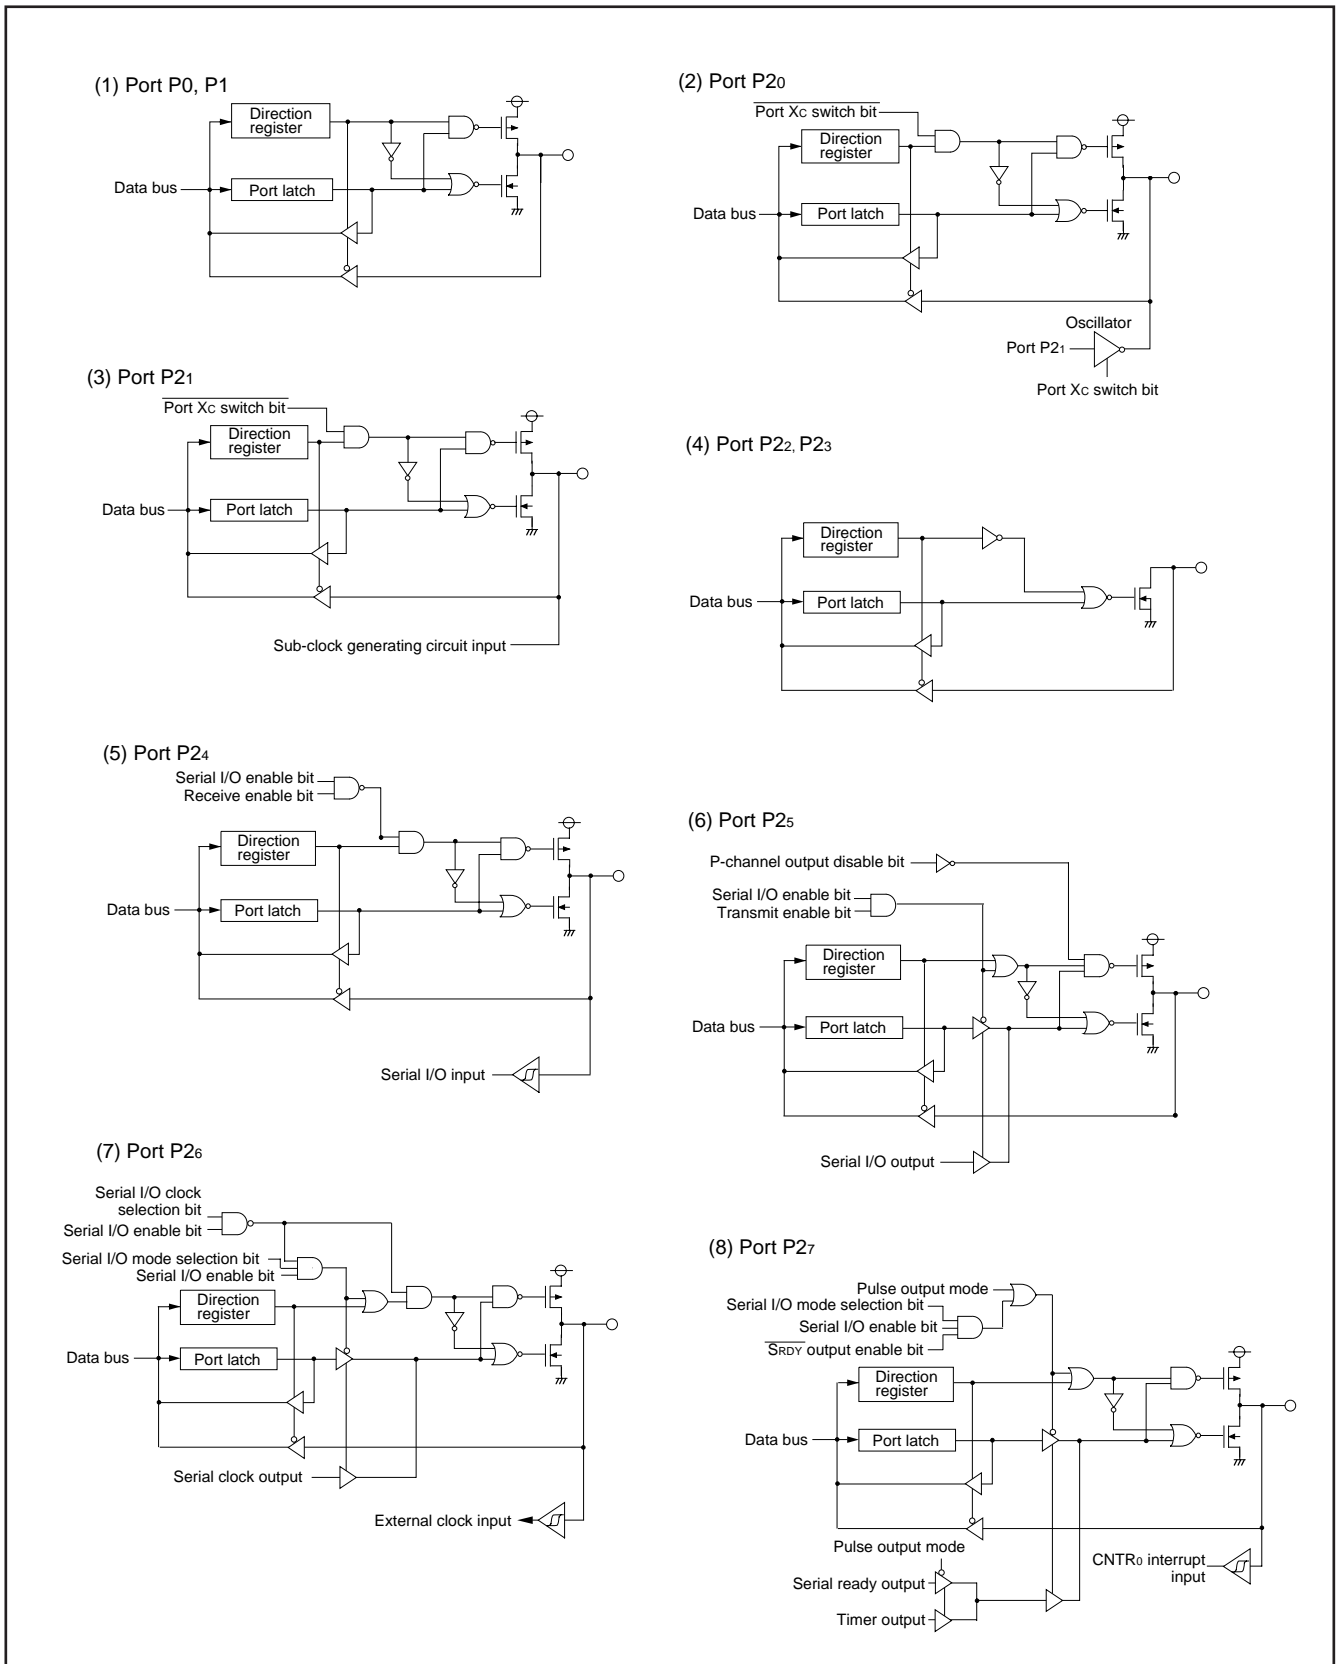 (1) Port P0, P1
Direction
register
Data bus
Port latch
(2) Port P20
Port XC switch bit
Direction
register
Data bus
Port latch
Oscillator
Port P21
Port XC switch bit
(3) Port P21
Port XC switch bit
Direction
register
Data bus
Port latch
Sub-clock generating circuit input
(4) Port P22, P23
Direction
register
Data bus
Port latch
(5) Port P24
Serial I/O enable bit
Receive enable bit
Direction
register
Data bus
Port latch
Serial I/O input
(6) Port P25
P-channel output disable bit
Serial I/O enable bit
Transmit enable bit
Direction
register
Data bus
Port latch
Serial I/O output
(7) Port P26
Serial I/O clock
selection bit
Serial I/O enable bit
Serial I/O mode selection bit
Serial I/O enable bit
Direction
register
Data bus
Port latch
Serial clock output
External clock input
(8) Port P27
Pulse output mode
Serial I/O mode selection bit
Serial I/O enable bit
SRDY output enable bit
Direction
register
Data bus
Port latch
Pulse output mode
Serial ready output
Timer output
CNTR0 interrupt
input